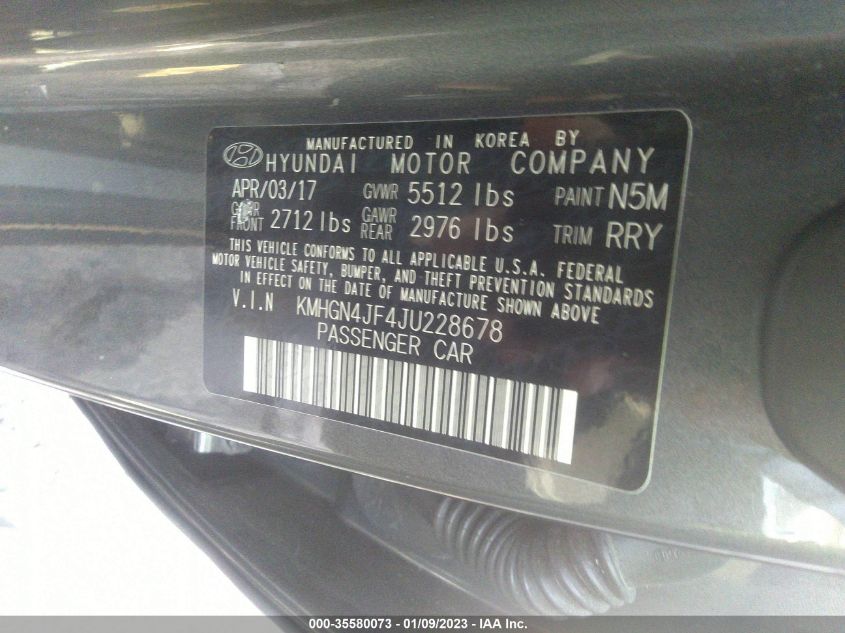 MANUFACTURED IN KOREA BY
HYUNDAI MOTOR COMPANY
APR/03/17 GVWR 5512 lbs PAINT N5M
GAWR FRONT 2712 lbs GAWR REAR 2976 lbs TRIM RRY
THIS VEHICLE CONFORMS TO ALL APPLICABLE U.S.A. FEDERAL
MOTOR VEHICLE SAFETY, BUMPER, AND THEFT PREVENTION STANDARDS
IN EFFECT ON THE DATE OF MANUFACTURE SHOWN ABOVE
V.I.N KMHGN4JF4JU228678
PASSENGER CAR
000-35580073 - 01/09/2023 - IAA Inc.